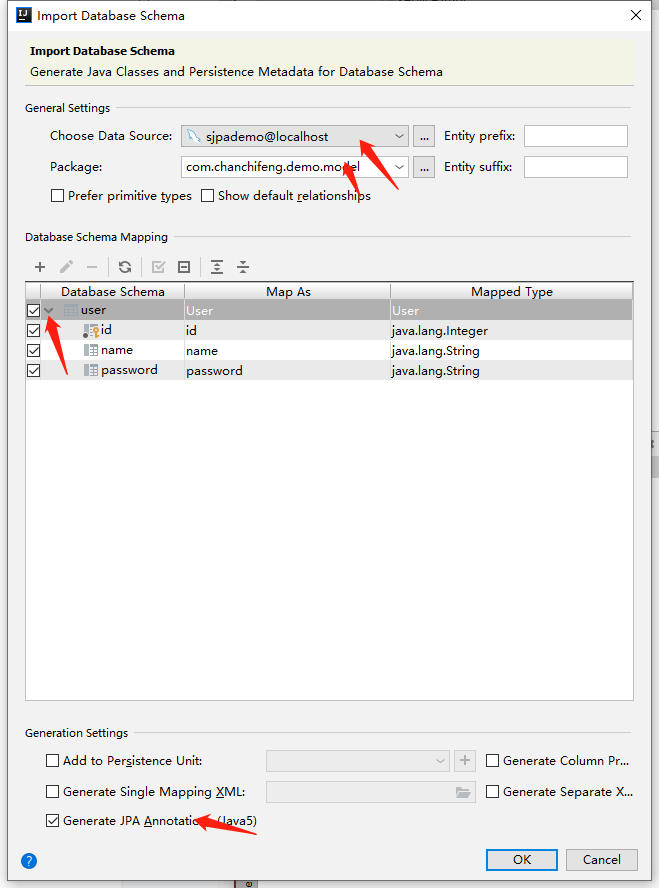 Import Database Schema
Import Database Schema
Generate Java Classes and Persistence Metadata for Database Schema
General Settings
Choose Data Source: sjpademo@localhost ... Entity prefix:
Package: com.chanchifeng.demo.model ... Entity suffix:
Prefer primitive types Show default relationships
Database Schema Mapping
Database Schema Map As Mapped Type
user User User
id id java.lang.Integer
name name java.lang.String
password password java.lang.String
Generation Settings
Add to Persistence Unit: Generate Column Pr...
Generate Single Mapping XML: Generate Separate X...
Generate JPA (Java5)
OK Cancel